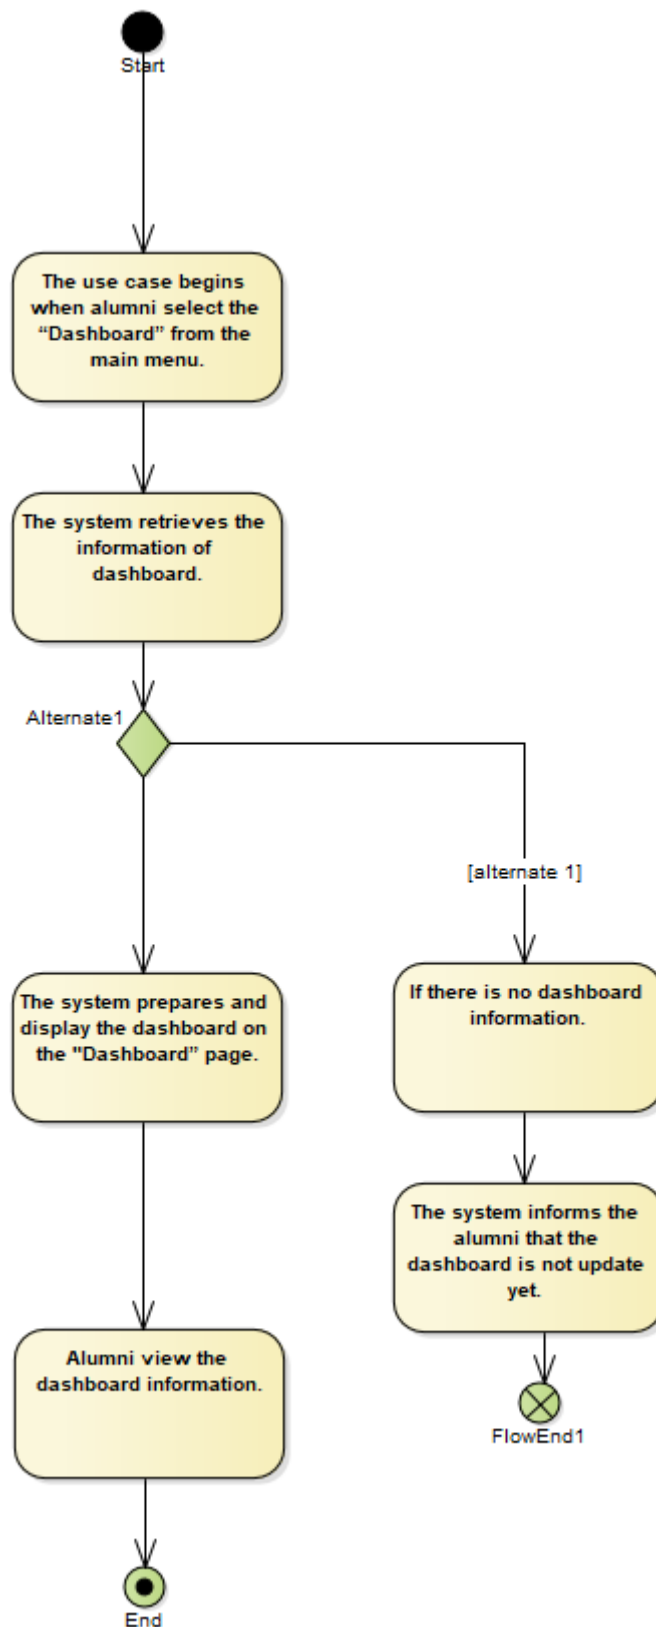 Start
The use case begins
when alumni select the
“Dashboard” from the
main menu.
The system retrieves the
information of
dashboard.
Alternate1
[alternate 1]
The system prepares and
display the dashboard on
the "Dashboard” page.
If there is no dashboard
information.
The system informs the
alumni that the
dashboard is not update
yet.
Alumni view the
dashboard information.
FlowEnd1
End